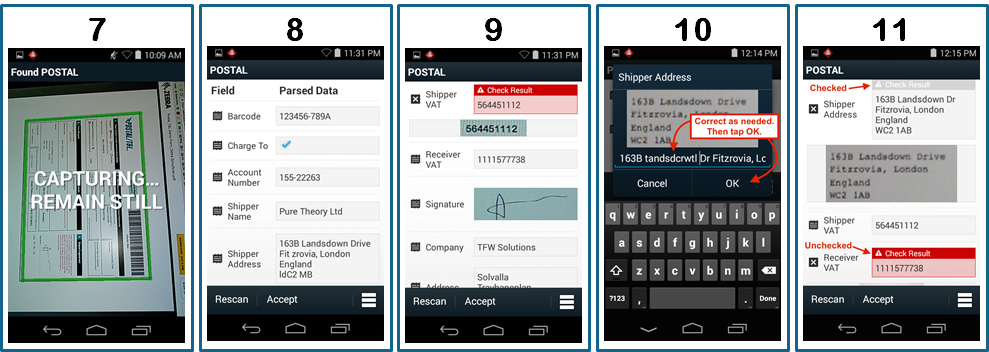 7
10:09 AM
Found POSTAL
ZEBRA
CAPTURING...
REMAIN STILL
8
11:31 PM
POSTAL
Field Parsed Data
Barcode 123456-789A
Charge To
Account
Number 155-22263
Shipper
Name Pure Theory Ltd
Shipper
Address
163B Landsdown Drive
Fit zrovia, London
England
ldC2 MB
Rescan Accept
9
11:31 PM
POSTAL
Check Result
Shipper
VAT 564451112
564451112
Receiver
VAT 1111577738
Signature
Company TFW Solutions
Address Solvalla
Rescan Accept
10
12:14 PM
Shipper Address
163B Landsdown Drive
Fitzrovia, London
England
WC2 1AB
Correct as needed.
Then tap OK.
163B tandsdcrwtl Dr Fitzrovia, Lc
Cancel OK
q w e r t y u i o p
a s d f g h j k l
z x c v b n m
?123 , . Done
11
12:15 PM
POSTAL
Checked
Check Result
Shipper
Address
163B Landsdown Dr
Fitzrovia, London
England
WC2 1AB
163B Landsdown Drive
Fitzrovia, London
England
WC2 1AB
Shipper
VAT 564451112
Unchecked
Check Result
Receiver
VAT 1111577738
Rescan Accept